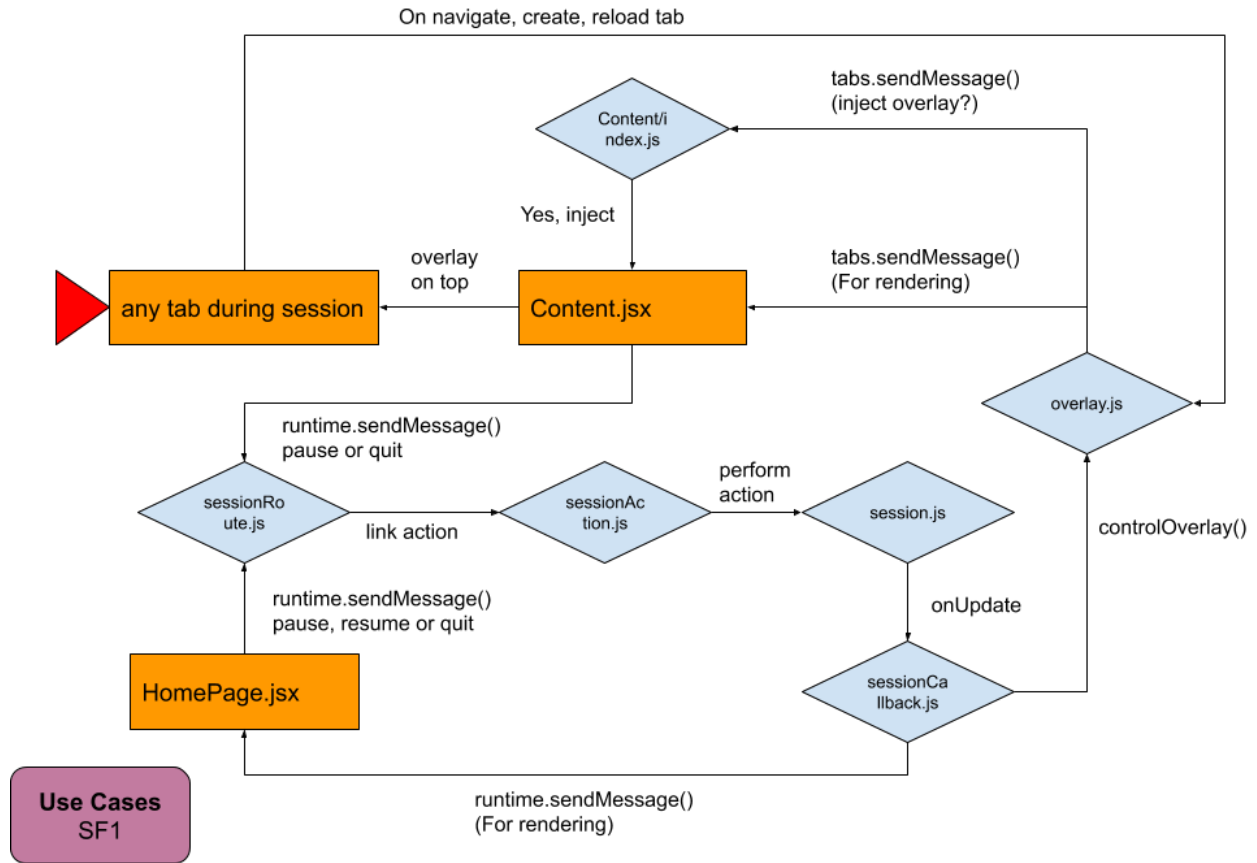 On navigate, create, reload tab
tabs.sendMessage()
(inject overlay?)
Content/i
ndex.js
Yes, inject
overlay
on top
tabs.sendMessage()
(For rendering)
any tab during session
Content.jsx
overlay.js
runtime.sendMessage()
pause or quit
sessionRo
ute.js
link action
sessionAc
tion.js
perform
action
session.js
controlOverlay()
onUpdate
runtime.sendMessage()
pause, resume or quit
HomePage.jsx
sessionCa
llback.js
runtime.sendMessage()
(For rendering)
Use Cases
SF1